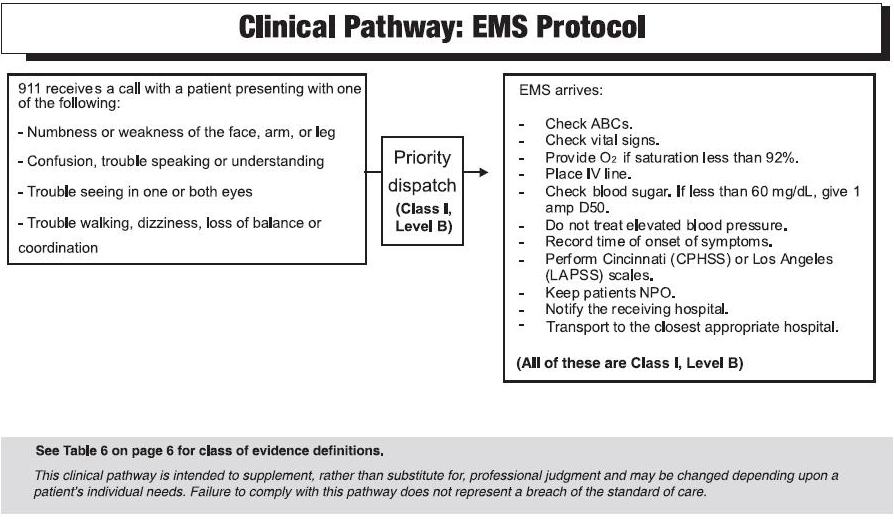 Clinical Pathway: EMS Protocol
911 receives a call with a patient presenting with one
of the following:
- Numbness or weakness of the face, arm, or leg
- Confusion, trouble speaking or understanding
- Trouble seeing in one or both eyes
- Trouble walking, dizziness, loss of balance or
coordination
Priority
dispatch
(Class I,
Level B)
EMS arrives:
- Check ABCs.
- Check vital signs.
- Provide O2 if saturation less than 92%.
- Place IV line.
- Check blood sugar. If less than 60 mg/dL, give 1
amp D50.
- Do not treat elevated blood pressure.
- Record time of onset of symptoms.
- Perform Cincinnati (CPHSS) or Los Angeles
(LAPSS) scales.
- Keep patients NPO.
- Notify the receiving hospital.
- Transport to the closest appropriate hospital.
(All of these are Class I, Level B)
See Table 6 on page 6 for class of evidence definitions.
This clinical pathway is intended to supplement, rather than substitute for, professional judgment and may be changed depending upon a
patient's individual needs. Failure to comply with this pathway does not represent a breach of the standard of care.